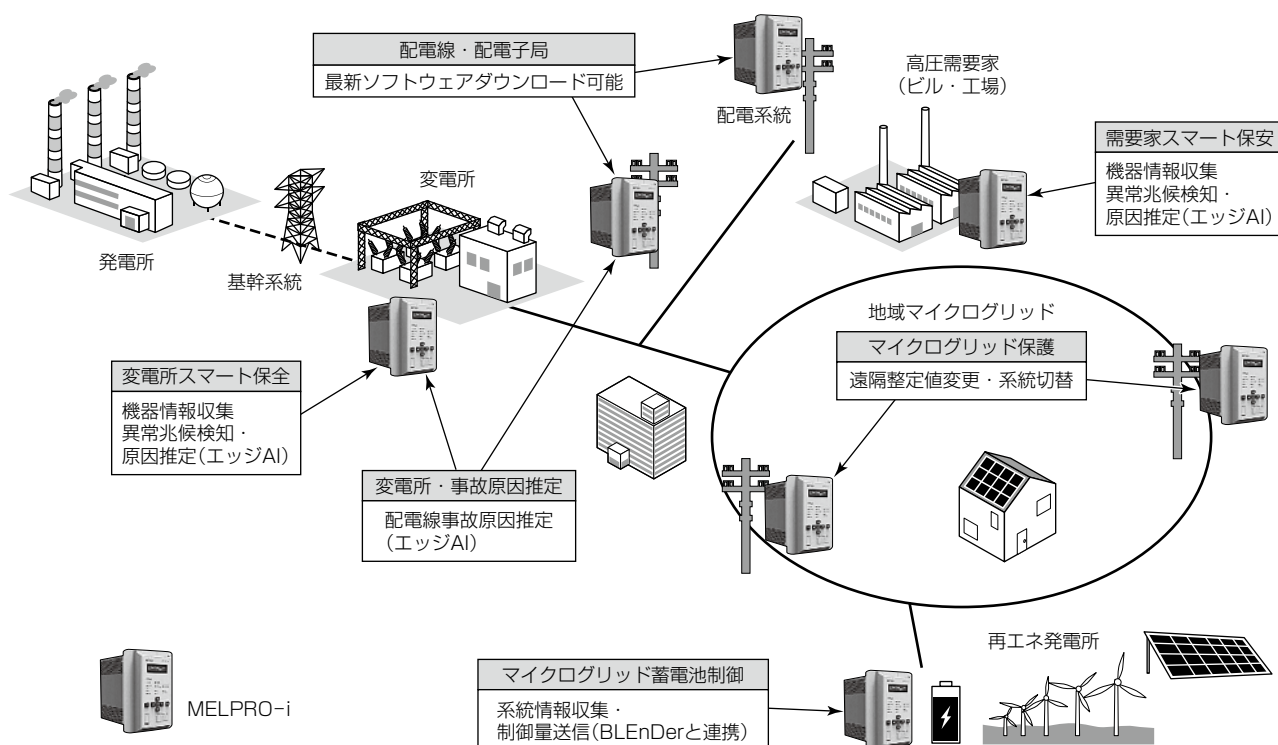 配電線・配電子局
最新ソフトウェアダウンロード可能
配電系統
高圧需要家
(ビル・工場)
需要家スマート保安
機器情報収集
異常兆候検知・
原因推定(エッジAI)
変電所
発電所
基幹系統
地域マイクログリッド
マイクログリッド保護
遠隔整定値変更・系統切替
変電所スマート保全
機器情報収集
異常兆候検知・
原因推定(エッジAI)
変電所・事故原因推定
配電線事故原因推定
(エッジAI)
再エネ発電所
マイクログリッド蓄電池制御
系統情報収集・
制御量送信(BLEnDerと連携)
MELPRO-i